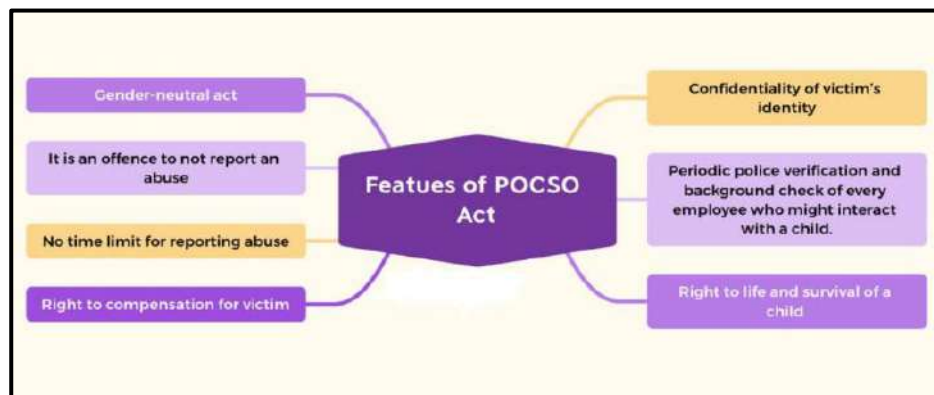 Gender-neutral act
It is an offence to not report an
abuse
No time limit for reporting abuse
Right to compensation for victim
Featues of POCSO
Act
Confidentiality of victim's
identity
Periodic police verification and
background check of every
employee who might interact
with a child.
Right to life and survival of a
child